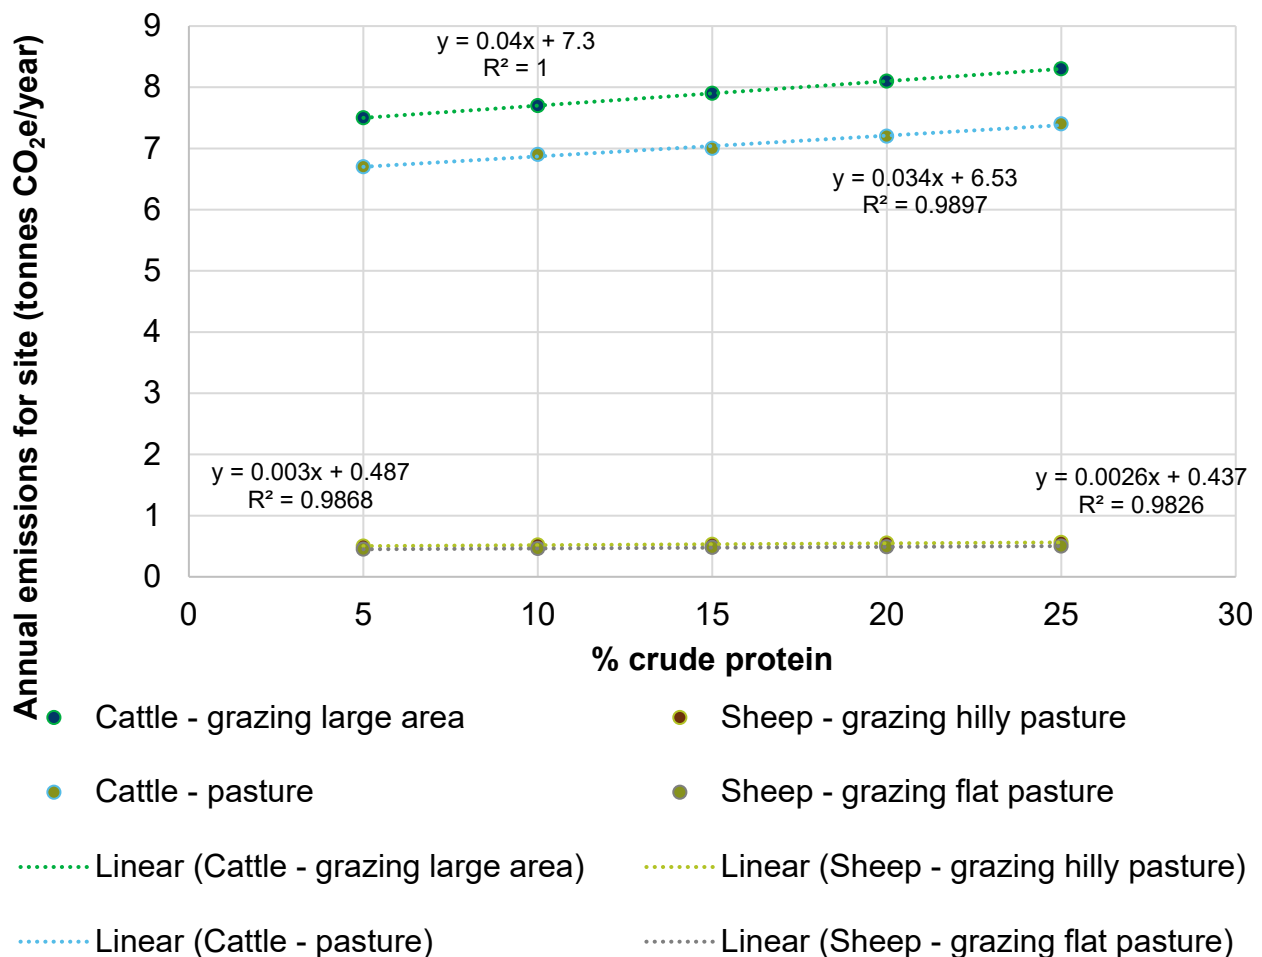 Annual emissions for site (tonnes CO₂e/year)
9
8
7
6
5
4
3
2
1
0
y = 0.04x + 7.3
R² = 1
y = 0.034x + 6.53
R² = 0.9897
y = 0.003x + 0.487
R² = 0.9868
y = 0.0026x + 0.437
R² = 0.9826
0 5 10 15 20 25 30
% crude protein
Cattle - grazing large area
Sheep - grazing hilly pasture
Cattle - pasture
Sheep - grazing flat pasture
Linear (Cattle - grazing large area)
Linear (Sheep - grazing hilly pasture)
Linear (Cattle - pasture)
Linear (Sheep - grazing flat pasture)